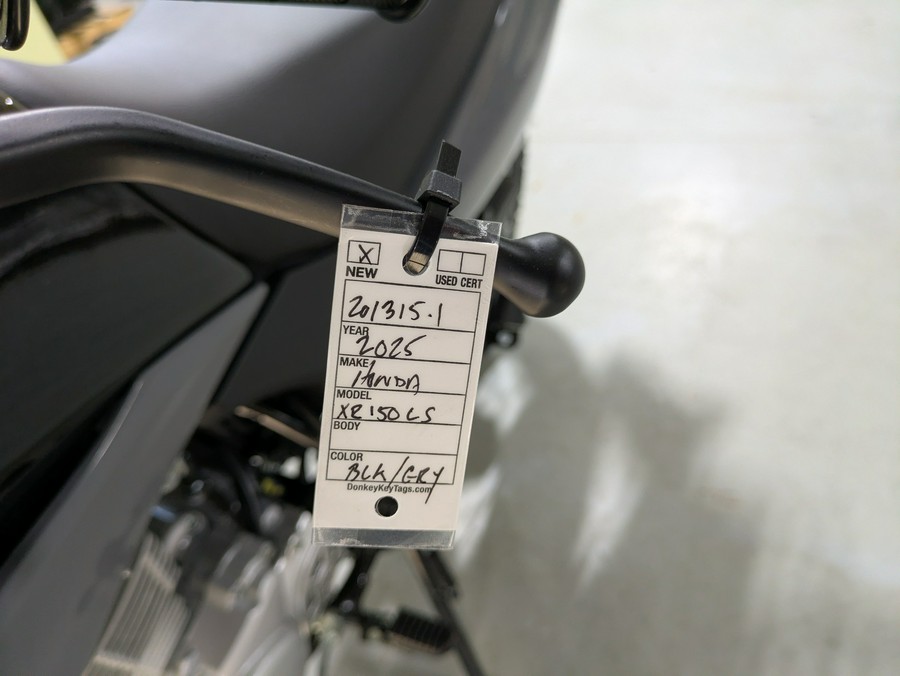 X
NEW
USED CERT
201315.1
YEAR
2025
MAKE
HONDA
MODEL
XR150LS
BODY
COLOR
BLK/GRY
DonkeyKeyTags.com